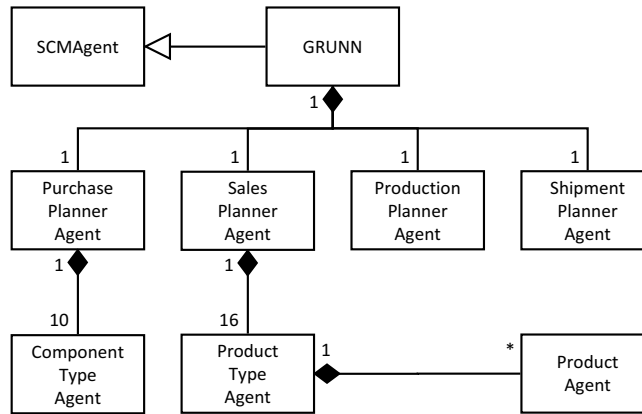 SCMAgent
GRUNN
1
1
1
1
1
Purchase
Planner
Agent
Sales
Planner
Agent
Production
Planner
Agent
Shipment
Planner
Agent
1
1
10
16
Component
Type
Agent
Product
Type
Agent
1
*
Product
Agent